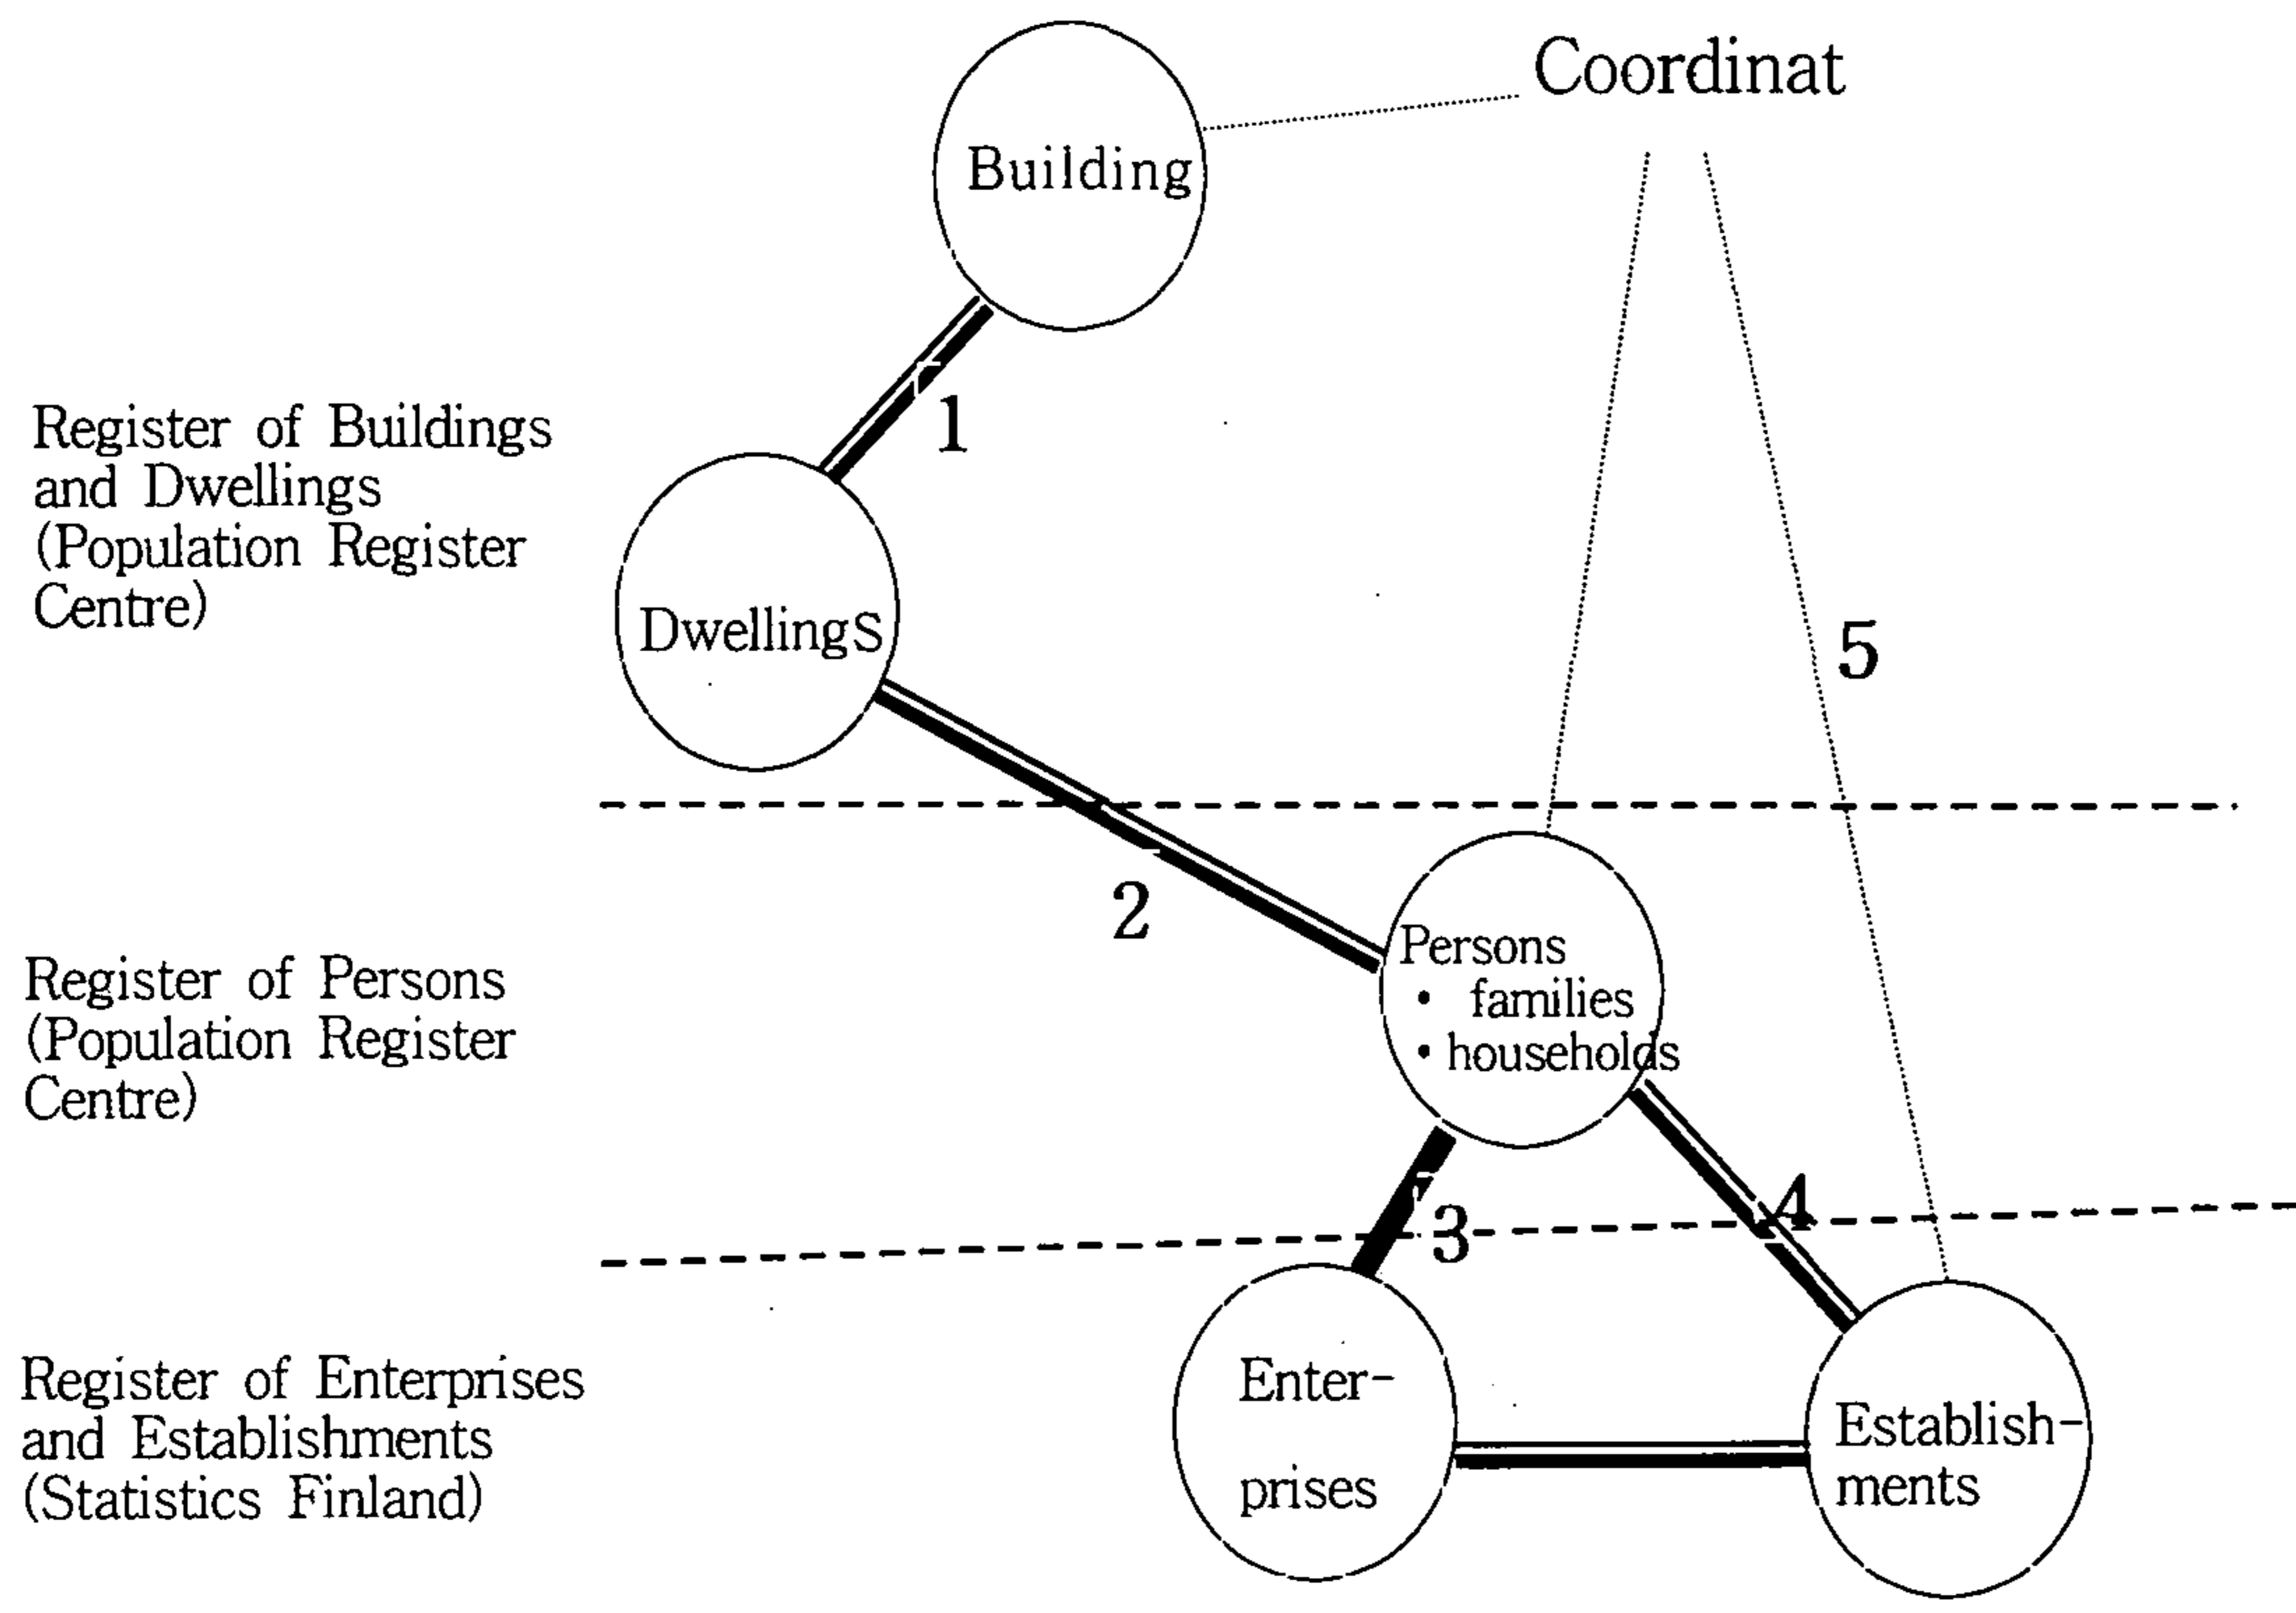 Coordinat
Building
1
Register of Buildings
and Dwellings
(Population Register
Centre)
DwellingS
5
2
Register of Persons
(Population Register
Centre)
Persons
• families
• households
3
4
Register of Enterprises
and Establishments
(Statistics Finland)
Enter-
prises
Establish-
ments